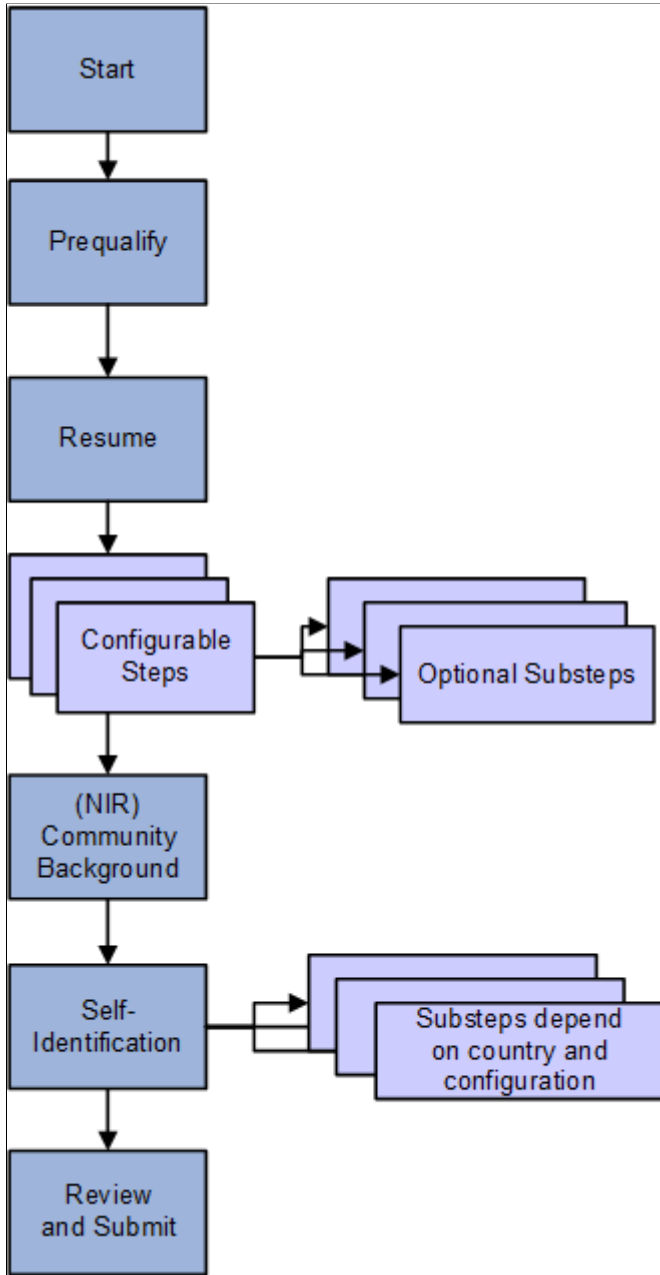 Start
Prequalify
Resume
Configurable
Steps
Optional Substeps
(NIR)
Community
Background
Self-
Identification
Substeps depend
on country and
configuration
Review
and Submit